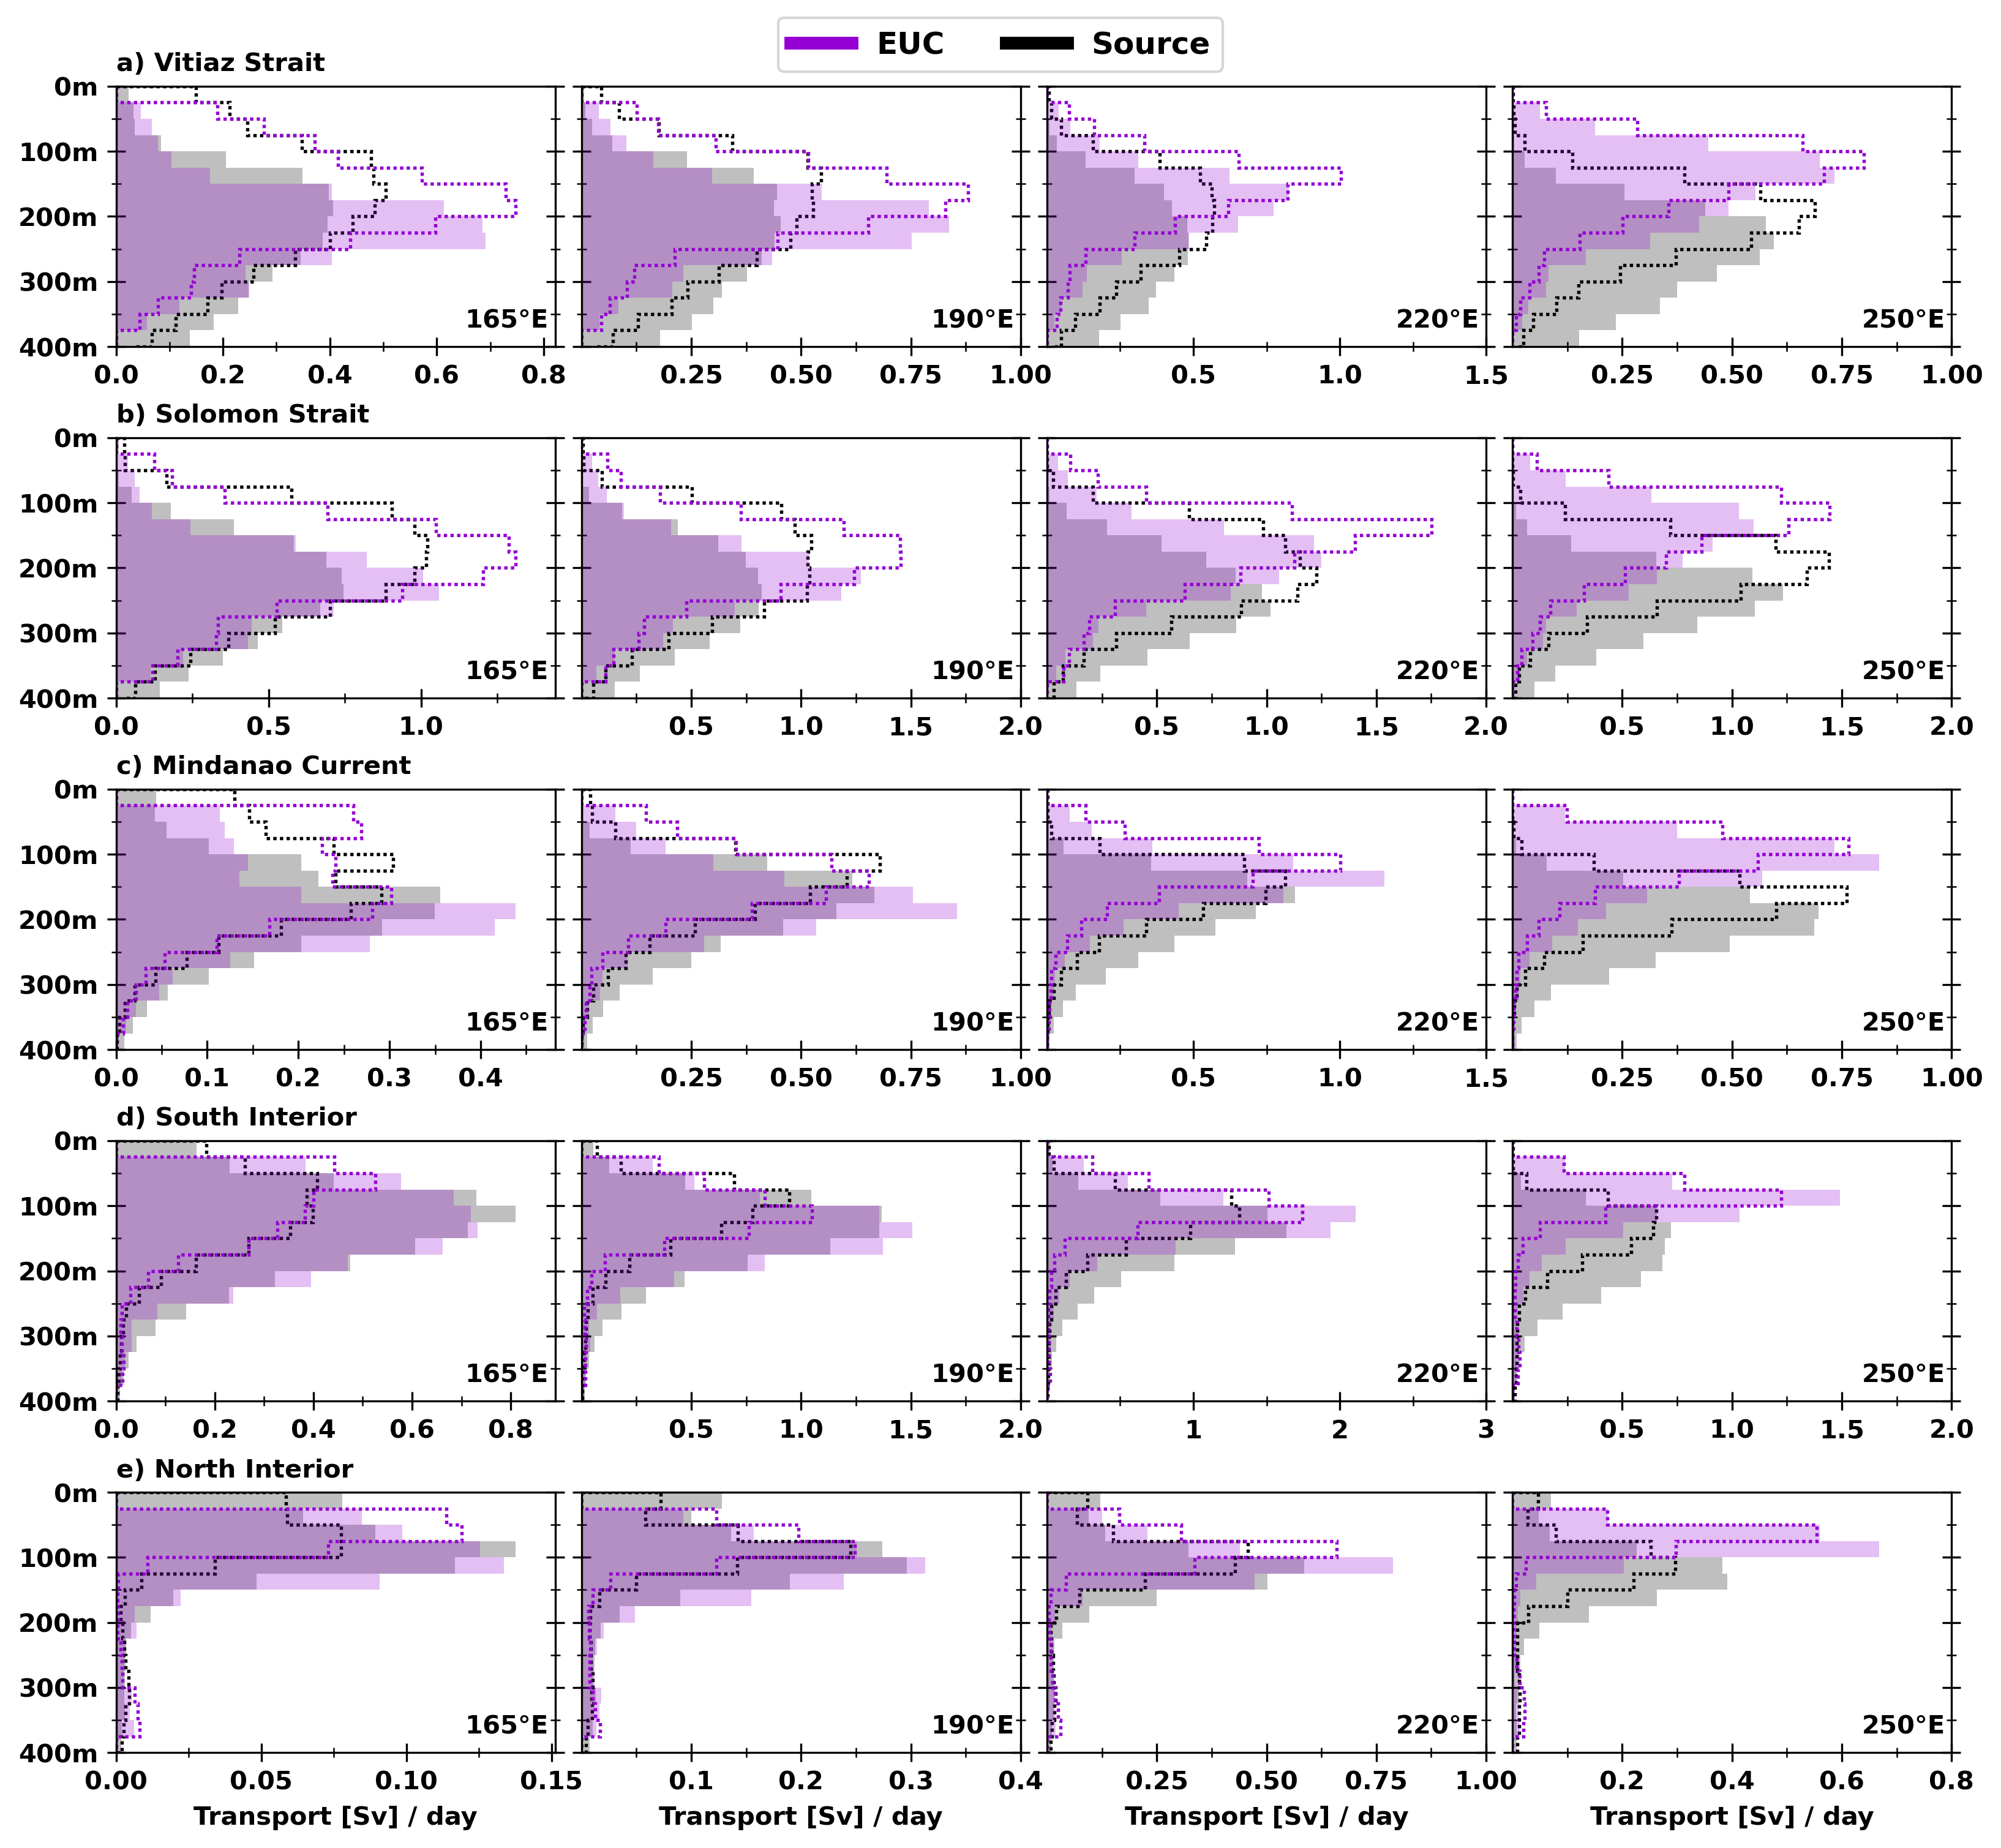 EUC Source
a) Vitiaz Strait
0m
100m
200m
300m
400m
165°E 190°E 220°E 250°E
0.0 0.2 0.4 0.6 0.8 0.25 0.50 0.75 1.00 0.5 1.0 1.5 0.25 0.50 0.75 1.00
b) Solomon Strait
0m
100m
200m
300m
400m
165°E 190°E 220°E 250°E
0.0 0.5 1.0 0.5 1.0 1.5 2.0 0.5 1.0 1.5 2.0 0.5 1.0 1.5 2.0
c) Mindanao Current
0m
100m
200m
300m
400m
165°E 190°E 220°E 250°E
0.0 0.1 0.2 0.3 0.4 0.25 0.50 0.75 1.00 0.5 1.0 1.5 0.25 0.50 0.75 1.00
d) South Interior
0m
100m
200m
300m
400m
165°E 190°E 220°E 250°E
0.0 0.2 0.4 0.6 0.8 0.5 1.0 1.5 2.0 1 2 3 0.5 1.0 1.5 2.0
e) North Interior
0m
100m
200m
300m
400m
165°E 190°E 220°E 250°E
0.00 0.05 0.10 0.15 0.1 0.2 0.3 0.4 0.25 0.50 0.75 1.00 0.2 0.4 0.6 0.8
Transport [Sv] / day Transport [Sv] / day Transport [Sv] / day Transport [Sv] / day